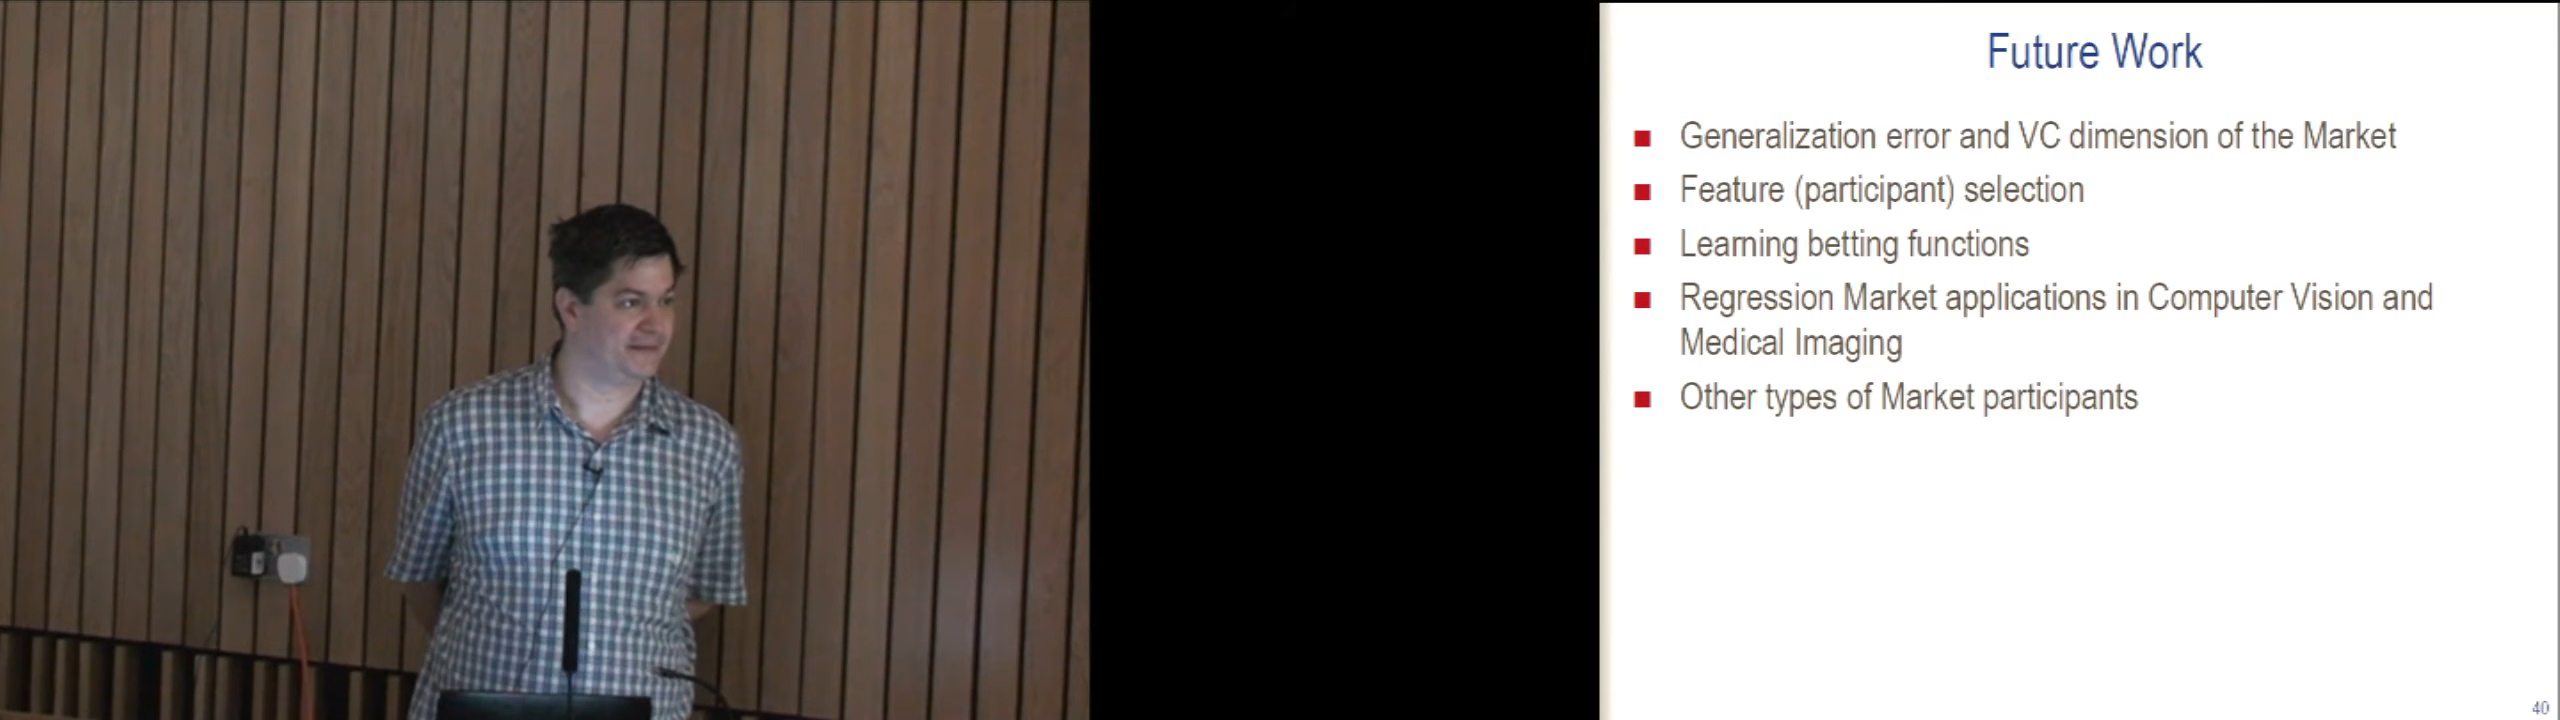 Future Work
Generalization error and VC dimension of the Market
Feature (participant) selection
Learning betting functions
Regression Market applications in Computer Vision and
Medical Imaging
Other types of Market participants
40